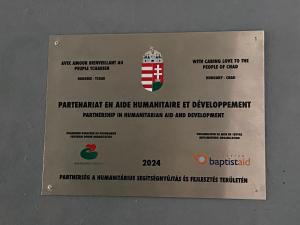 AVEC AMOUR BIENVEILLANT AU
PEUPLE TCHADIEN
HONGRIE - TCHAD
WITH CARING LOVE TO THE
PEOPLE OF CHAD
HUNGARY - CHAD
PARTENARIAT EN AIDE HUMANITAIRE ET DÉVELOPPEMENT
PARTNERSHIP IN HUMANITARIAN AID AND DEVELOPMENT
2024
baptistaid
PARTNERSÉG A HUMANITÁRIUS SEGÍTSÉGNYÚJTÁS ÉS FEJLESZTÉS TERÜLETÉN